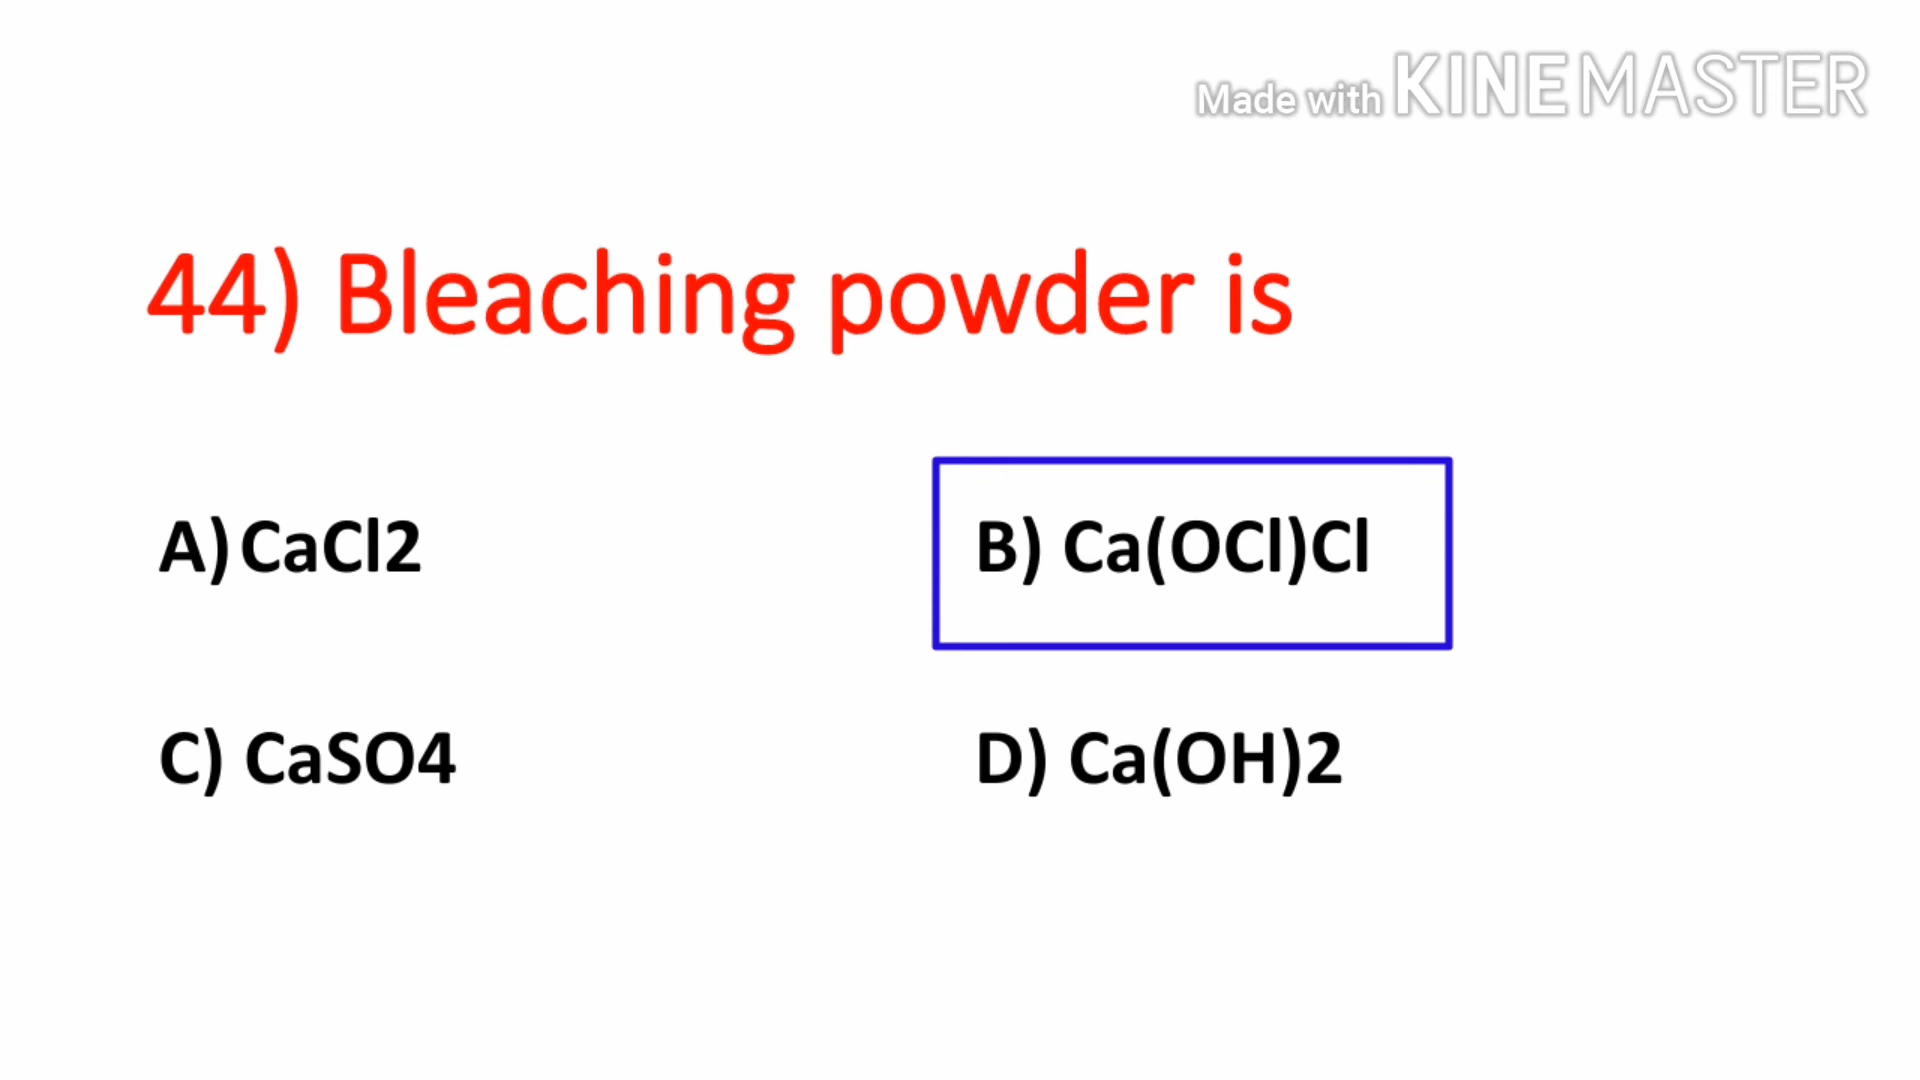 Made with KINEMASTER
44) Bleaching powder is
A) CaCl2
B) Ca(OCl)Cl
C) CaSO4
D) Ca(OH)2